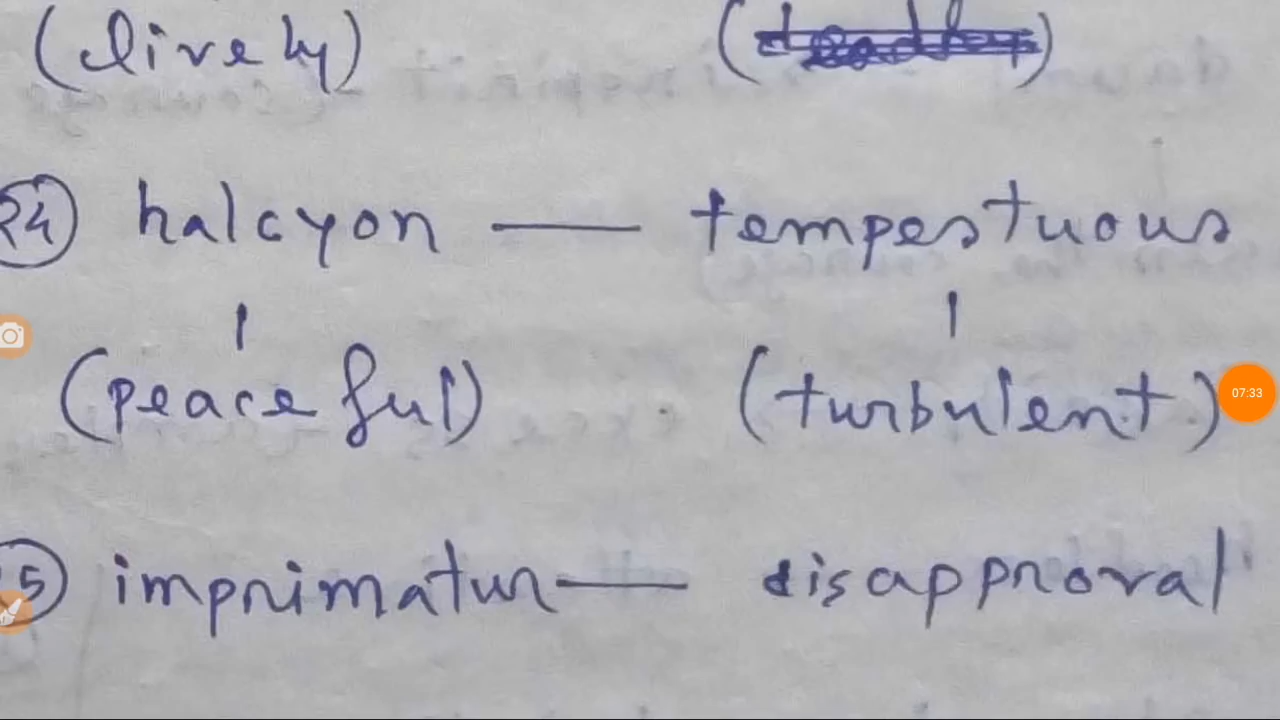 (lively)
24 halcyon — tempestuous
(peaceful) (turbulent)
07:33
5 imprimatur — disapproval